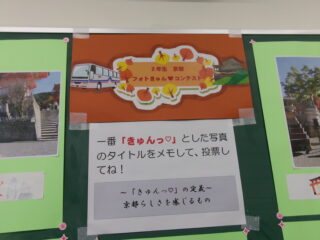 2年生 京都
フォトきゅん♥コンテスト
一番「きゅんっ♡」とした写真
のタイトルをメモして、投票し
てね！
～「きゅんっ♡」の定義～
京都らしさを感じるもの